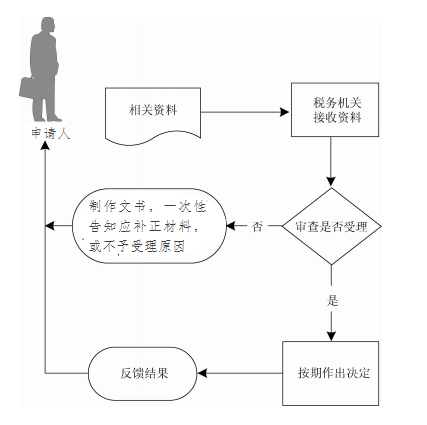 申请人
相关资料
税务机关
接收资料
制作文书，一次性
告知应补正材料，
或不予受理原因
否
审查是否受理
是
反馈结果
按期作出决定